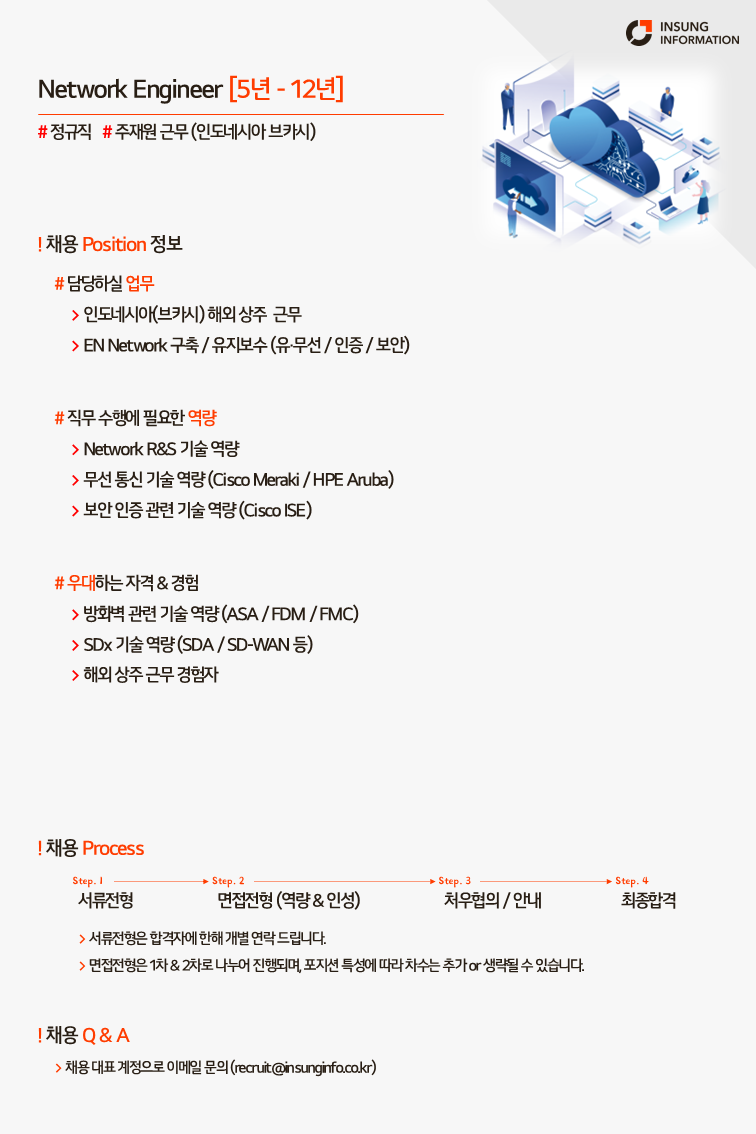 INSUNG
INFORMATION
Network Engineer [5년 - 12년]
# 정규직 # 주재원 근무 (인도네시아 브카시)
! 채용 Position 정보
# 담당하실 업무
> 인도네시아(브카시) 해외 상주 근무
> EN Network 구축 / 유지보수 (유·무선 / 인증 / 보안)
# 직무 수행에 필요한 역량
> Network R&S 기술 역량
> 무선 통신 기술 역량 (Cisco Meraki / HPE Aruba)
> 보안 인증 관련 기술 역량 (Cisco ISE)
# 우대하는 자격 & 경험
> 방화벽 관련 기술 역량 (ASA / FDM / FMC)
> SDx 기술 역량 (SDA / SD-WAN 등)
> 해외 상주 근무 경험자
! 채용 Process
Step. 1 Step. 2 Step. 3 Step. 4
서류전형 면접전형 (역량 & 인성) 처우협의 / 안내 최종합격
> 서류전형은 합격자에 한해 개별 연락 드립니다.
> 면접전형은 1차 & 2차로 나누어 진행되며, 포지션 특성에 따라 차수는 추가 or 생략될 수 있습니다.
! 채용 Q & A
> 채용 대표 계정으로 이메일 문의 (recruit@insunginfo.co.kr)